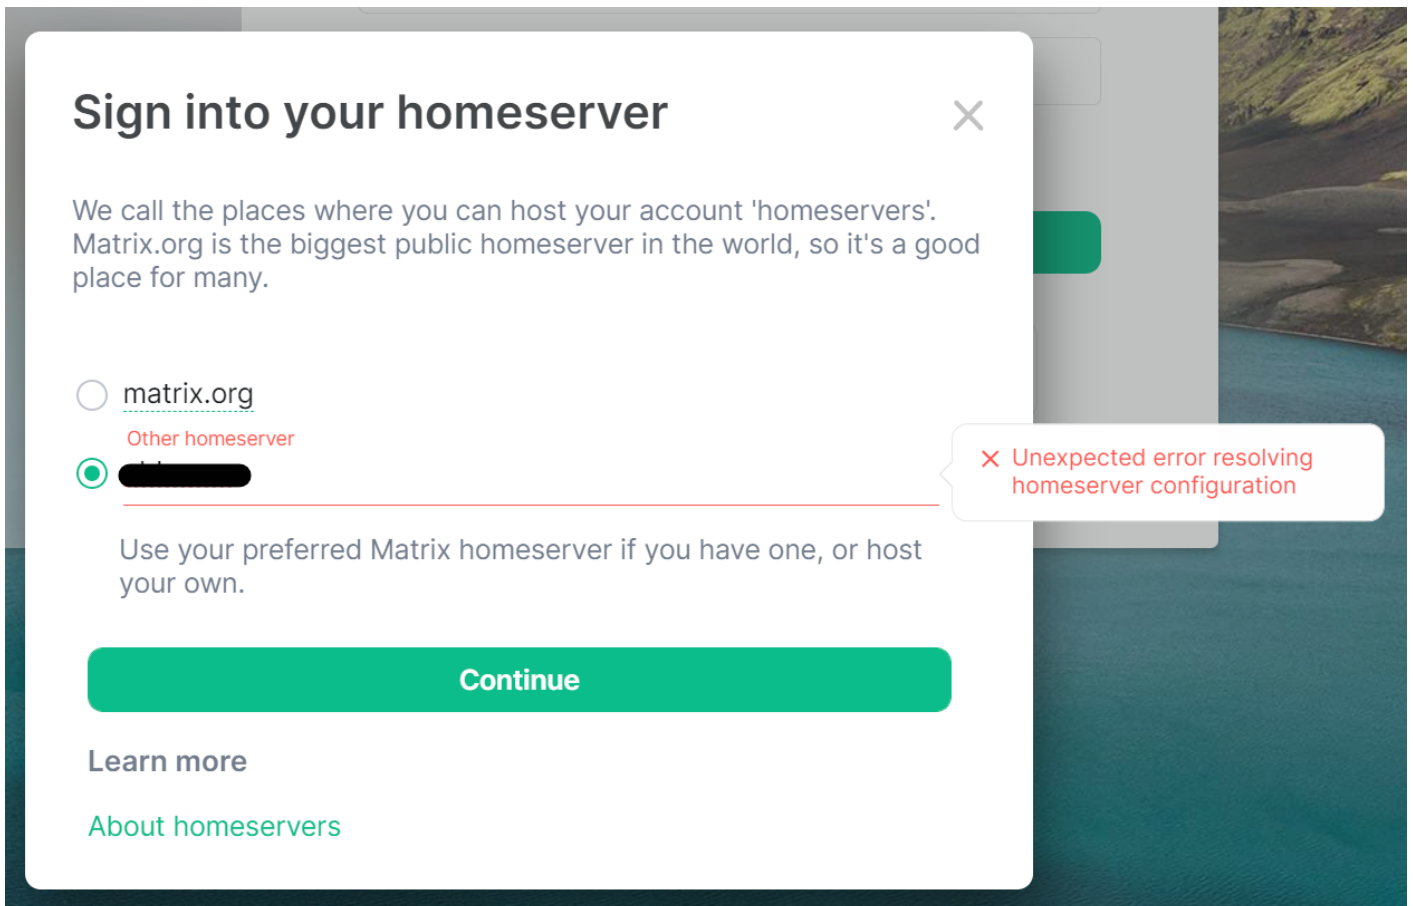 Sign into your homeserver
We call the places where you can host your account 'homeservers'.
Matrix.org is the biggest public homeserver in the world, so it's a good
place for many.
matrix.org
Other homeserver
Unexpected error resolving
homeserver configuration
Use your preferred Matrix homeserver if you have one, or host
your own.
Continue
Learn more
About homeservers